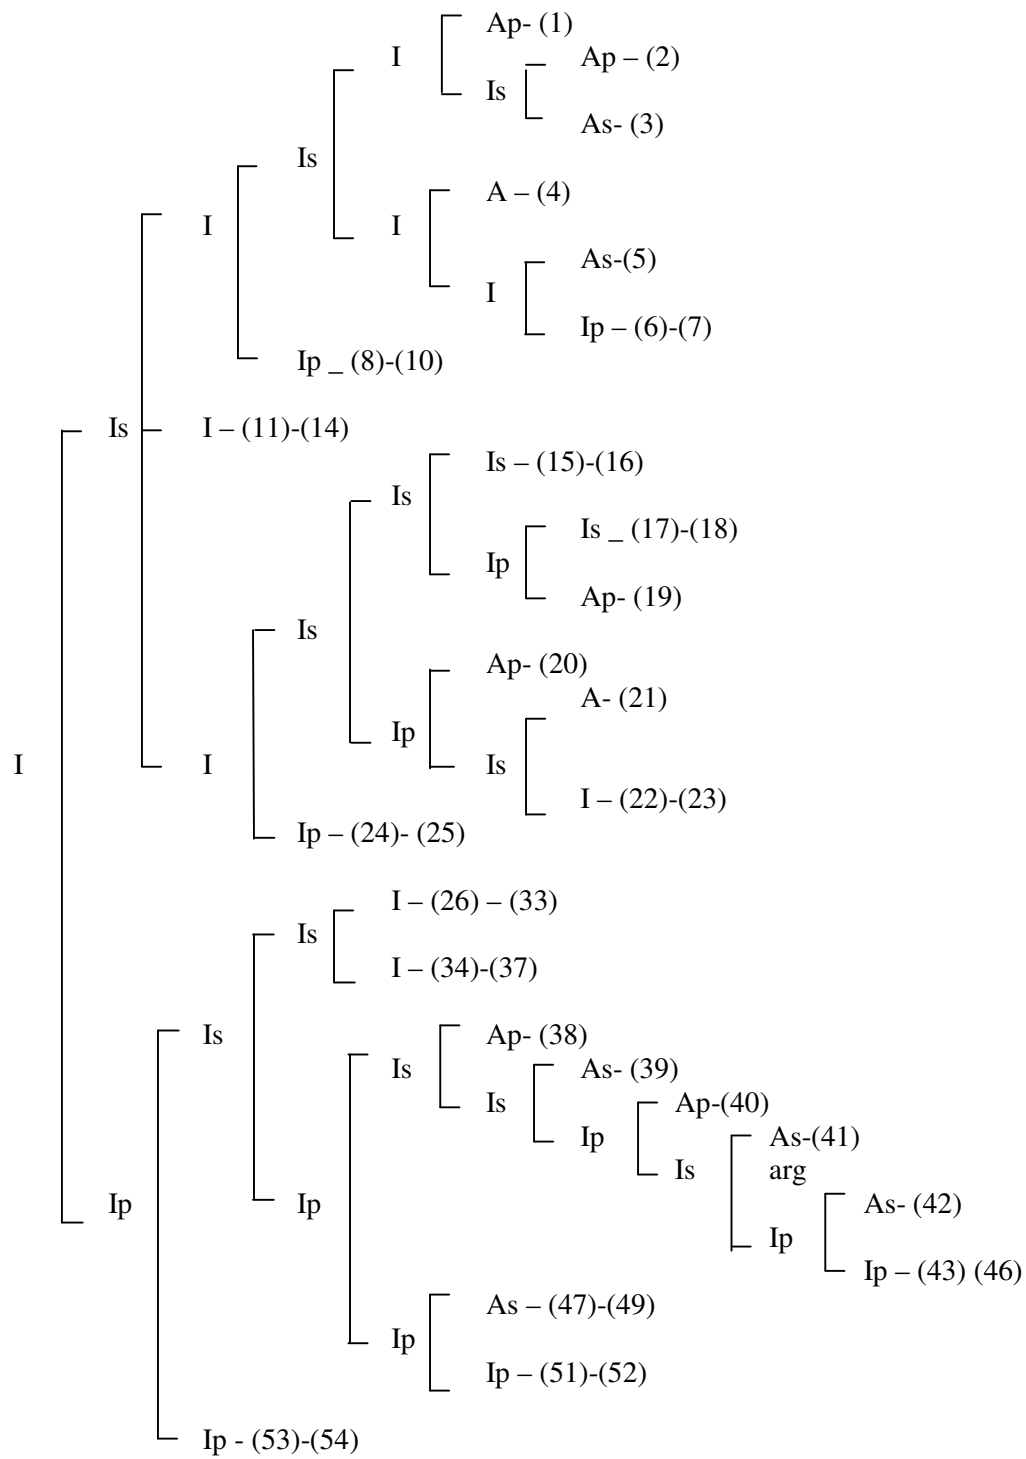 Ap- (1)
I
Ap – (2)
Is
As- (3)
Is
A – (4)
I
I
As-(5)
I
Ip – (6)-(7)
Ip _ (8)-(10)
Is
I – (11)-(14)
Is – (15)-(16)
Is
Is _ (17)-(18)
Ip
Ap- (19)
Is
Ap- (20)
A- (21)
Ip
I
I
Is
I – (22)-(23)
Ip – (24)- (25)
I – (26) – (33)
Is
I – (34)-(37)
Is
Ap- (38)
Is
As- (39)
Is
Ap-(40)
Ip
As-(41)
Is
arg
Ip
Ip
As- (42)
Ip
Ip – (43) (46)
As – (47)-(49)
Ip
Ip – (51)-(52)
Ip - (53)-(54)